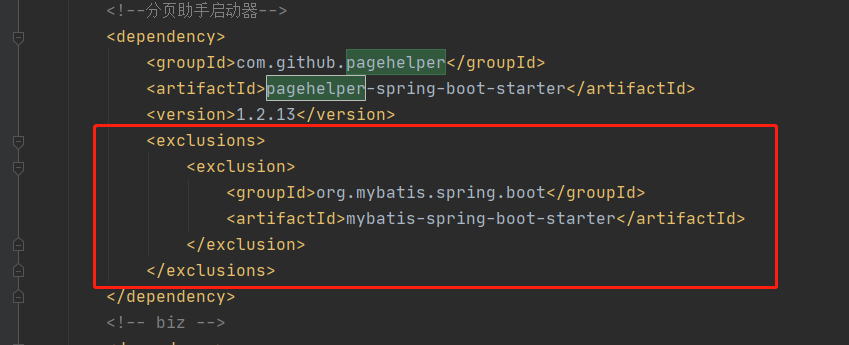 <!--分页助手启动器-->
<dependency>
<groupId>com.github.pagehelper</groupId>
<artifactId>pagehelper-spring-boot-starter</artifactId>
<version>1.2.13</version>
<exclusions>
<exclusion>
<groupId>org.mybatis.spring.boot</groupId>
<artifactId>mybatis-spring-boot-starter</artifactId>
</exclusion>
</exclusions>
</dependency>
<!-- biz -->